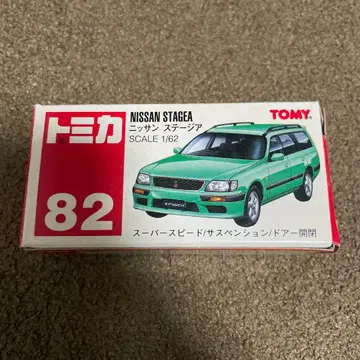 トミカ
82
NISSAN STAGEA
ニッサン ステージア
SCALE 1/62
TOMY
スーパースピード/サスペンション/ドアー開閉